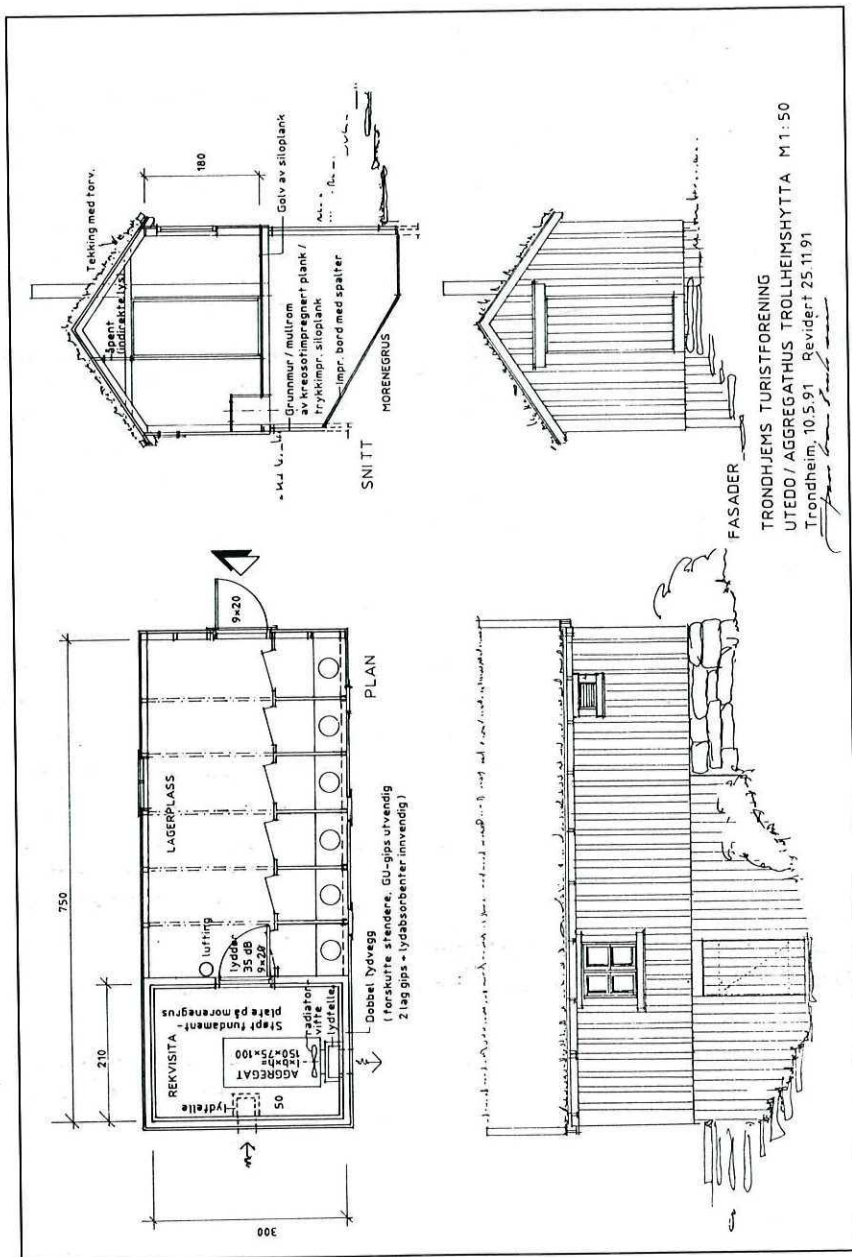 750
210
300
REKVISITA
Støpt fundament-
plate på morenegrus
AGGREGAT
lxbxh=
150x75x100
lydfelle
50
radiator-
vifte
lydfelle
lufting
lyddør
35 dB
9x20
LAGERPLASS
9x20
PLAN
Dobbel lydvegg
(forskutte stendere, GU-gips utvendig
2 lag gips + lydabsorbenter innvendig)
Tekking med torv.
Åpent
(indirekte lys)
180
Golv av siloplank
Grunnmur / mullrom
av kreosotimpregnert plank /
trykkimpr. siloplank
Impr. bord med spalter
MORENEGRUS
SNITT
FASADER
TRONDHJEMS TURISTFORENING
UTEDO / AGGREGATHUS TROLLHEIMSHYTTA M 1:50
Trondheim, 10.5.91 Revidert 25.11.91